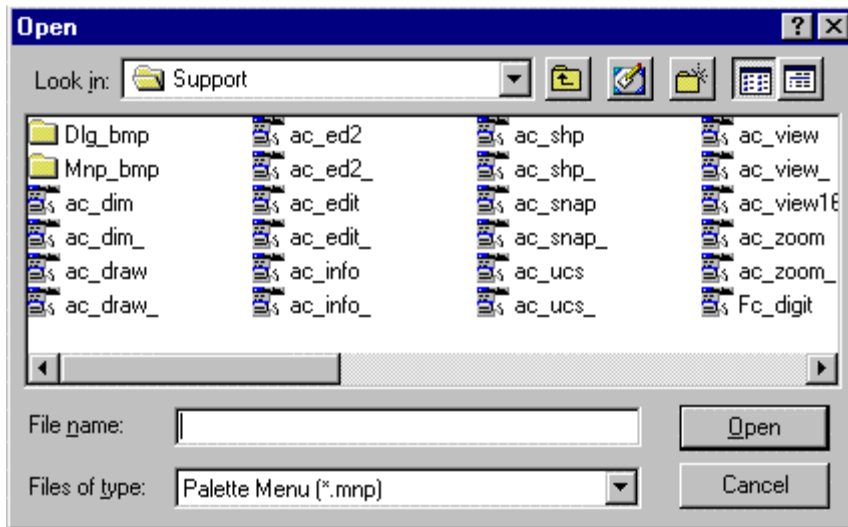 Open
Look in: Support
Dlg_bmp ac_ed2 ac_shp ac_view
Mnp_bmp ac_ed2_ ac_shp_ ac_view_
ac_dim ac_edit ac_snap ac_view16
ac_dim_ ac_edit_ ac_snap_ ac_zoom
ac_draw ac_info ac_ucs ac_zoom_
ac_draw_ ac_info_ ac_ucs_ Fc_digit
File name: Open
Files of type: Palette Menu (*.mnp) Cancel